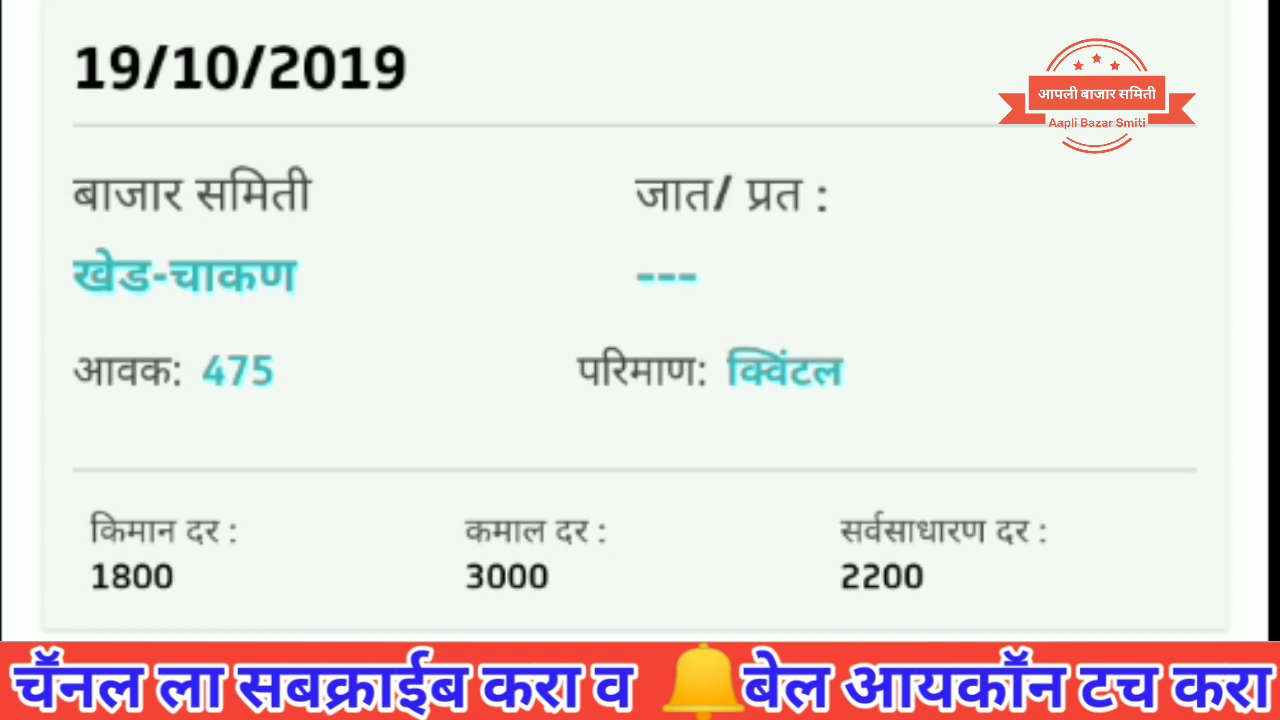 19/10/2019
आपली बाजार समिती
Aapli Bazar Smiti
बाजार समिती
जात/ प्रत :
खेड-चाकण
---
आवक: 475
परिमाण: क्विंटल
किमान दर :
कमाल दर :
सर्वसाधारण दर :
1800
3000
2200
चॅंनल ला सबक्राईब करा व 🔔बेल आयकॉंन टच करा